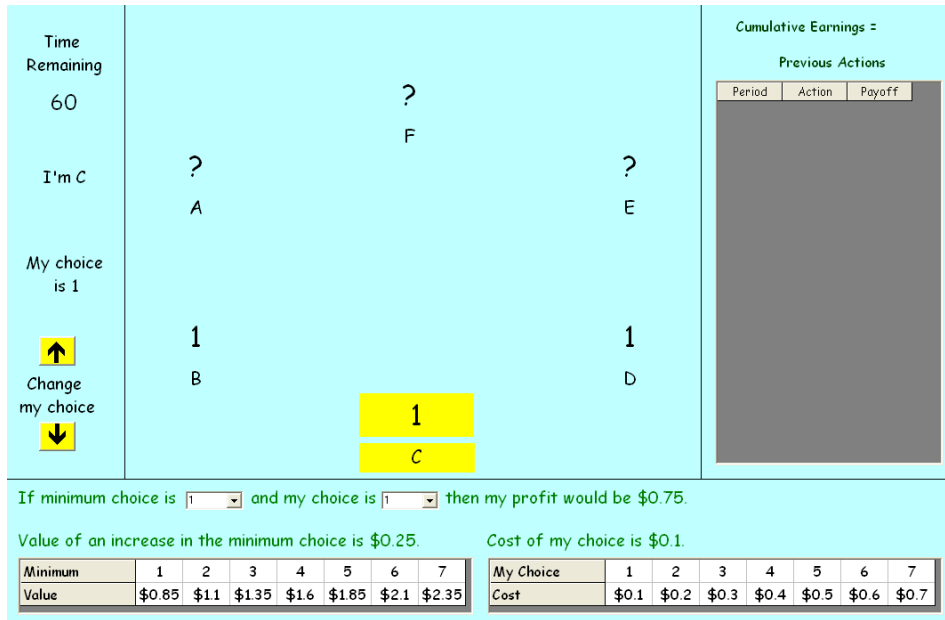 Time
Remaining
60
I'm C
My choice
is 1
Change
my choice
?
F
?
A
?
E
1
B
1
D
1
C
Cumulative Earnings =
Previous Actions
Period Action Payoff
If minimum choice is 1 and my choice is 1 then my profit would be $0.75.
Value of an increase in the minimum choice is $0.25.
Minimum 1 2 3 4 5 6 7
Value $0.85 $1.1 $1.35 $1.6 $1.85 $2.1 $2.35
Cost of my choice is $0.1.
My Choice 1 2 3 4 5 6 7
Cost $0.1 $0.2 $0.3 $0.4 $0.5 $0.6 $0.7